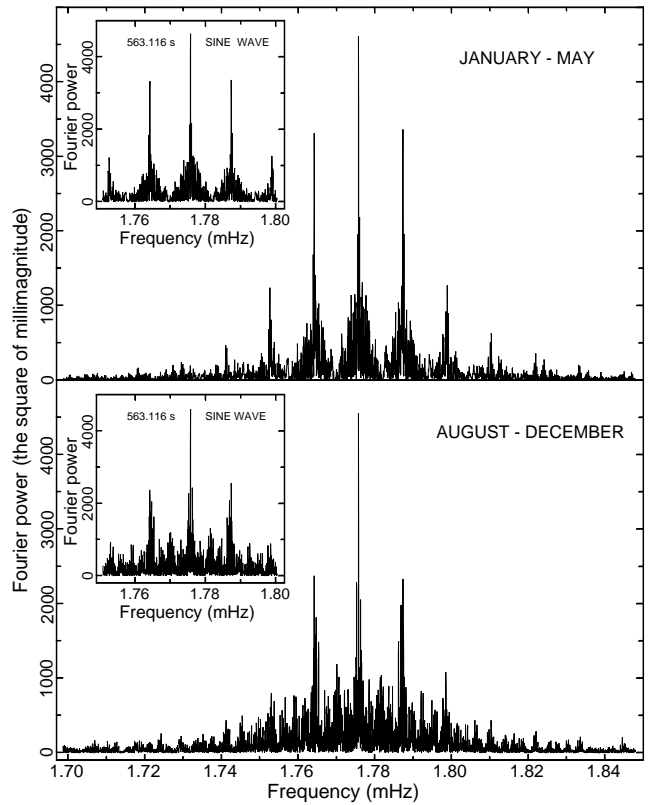 Fourier power (the square of millimagnitude)
JANUARY - MAY
0 1000 2000 3000 4000
563.116 s SINE WAVE
Fourier power
0 2000 4000
1.76 1.78 1.80
Frequency (mHz)
AUGUST - DECEMBER
0 1000 2000 3000 4000
563.116 s SINE WAVE
Fourier power
0 2000 4000
1.76 1.78 1.80
Frequency (mHz)
1.70 1.72 1.74 1.76 1.78 1.80 1.82 1.84
Frequency (mHz)